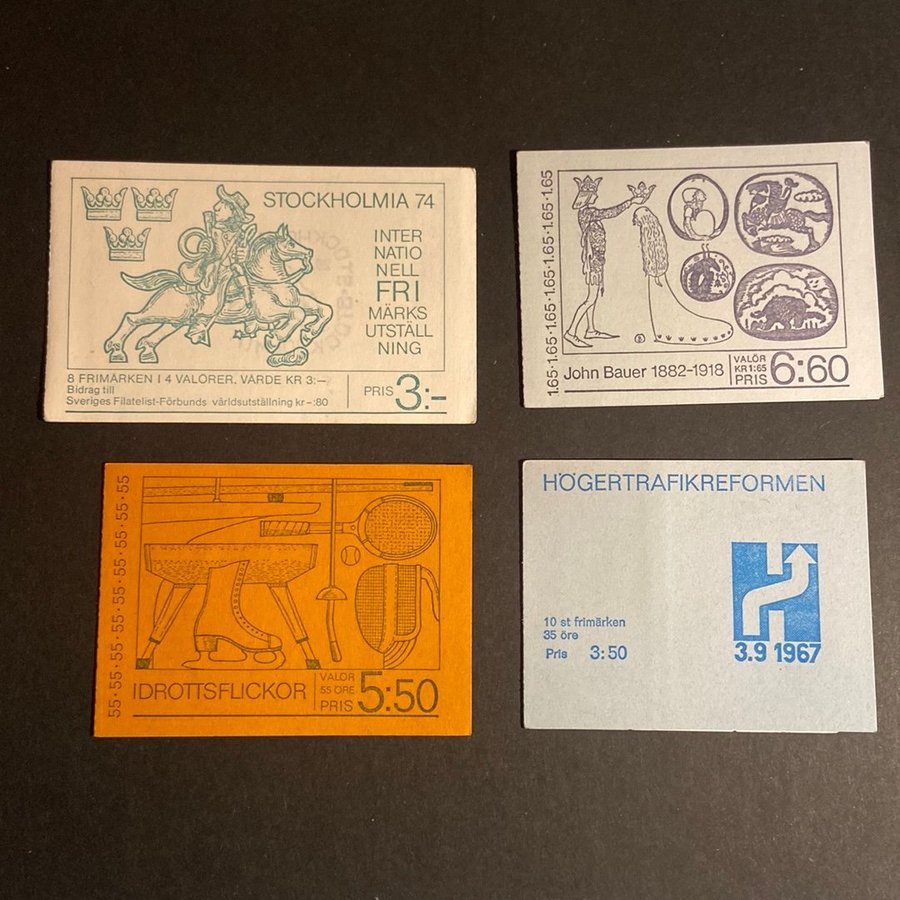 STOCKHOLMIA 74
INTER
NATIO
NELL
FRI
MÄRKS
UTSTÄLL
NING
8 FRIMÄRKEN I 4 VALÖRER, VÄRDE KR 3:–
Bidrag till
Sveriges Filatelist-Förbunds världsutställning kr –:80
PRIS 3:–
1.65·1.65·1.65·1.65·1.65·1.65
John Bauer 1882–1918
VALÖR
KR 1:65
PRIS 6:60
55·55·55·55·55·55·55·55·55·55
IDROTTSFLICKOR
VALÖR
55 ÖRE
PRIS 5:50
HÖGERTRAFIKREFORMEN
10 st frimärken
35 öre
Pris 3:50
3.9 1967